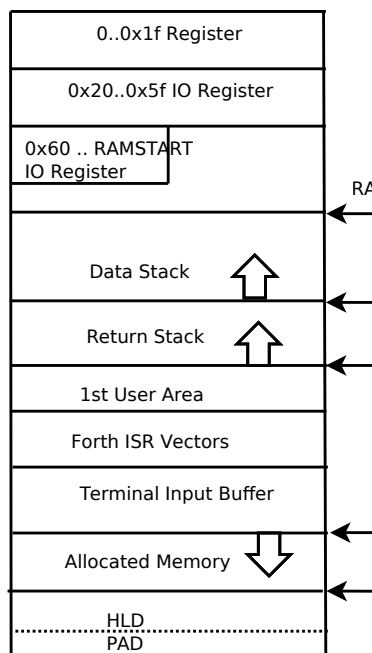 0..0x1f Register
0x20..0x5f IO Register
0x60 .. RAMSTART
IO Register
RA
Data Stack
Return Stack
1st User Area
Forth ISR Vectors
Terminal Input Buffer
Allocated Memory
HLD
PAD